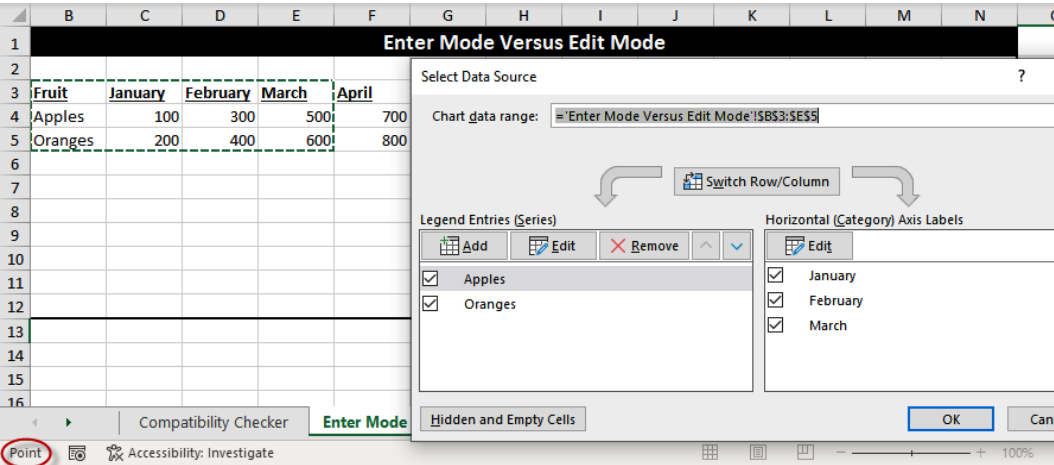 B C D E F G H I J K L M N
1 Enter Mode Versus Edit Mode
2 Select Data Source ?
3 Fruit January February March April
4 Apples 100 300 500 700 Chart data range: ='Enter Mode Versus Edit Mode'!$B$3:$E$5
5 Oranges 200 400 600 800
6
7 Switch Row/Column
8
9 Legend Entries (Series) Horizontal (Category) Axis Labels
10 Add Edit Remove Edit
11 Apples January
12 Oranges February
13 March
14
15
16
Hidden and Empty Cells OK Can
Compatibility Checker Enter Mode
Point Accessibility: Investigate 100%